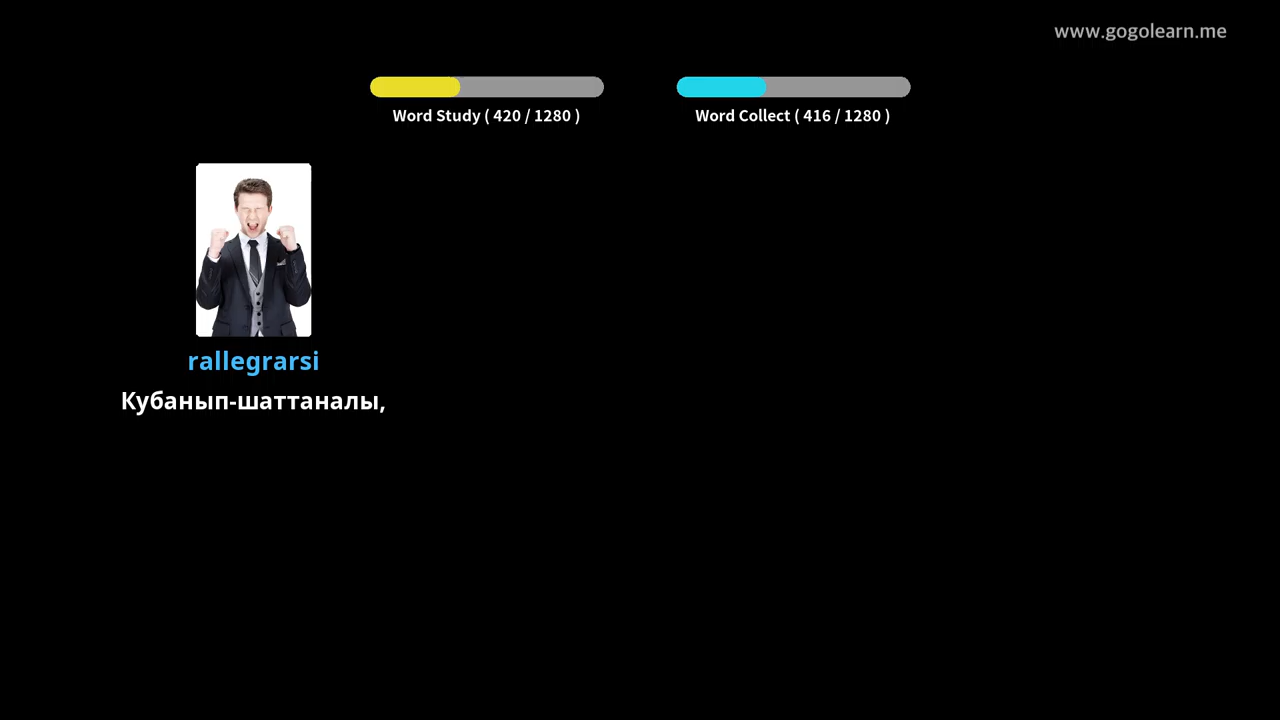 www.gogolearn.me
Word Study ( 420 / 1280 )
Word Collect ( 416 / 1280 )
rallegrarsi
Кубанып-шаттаналы,